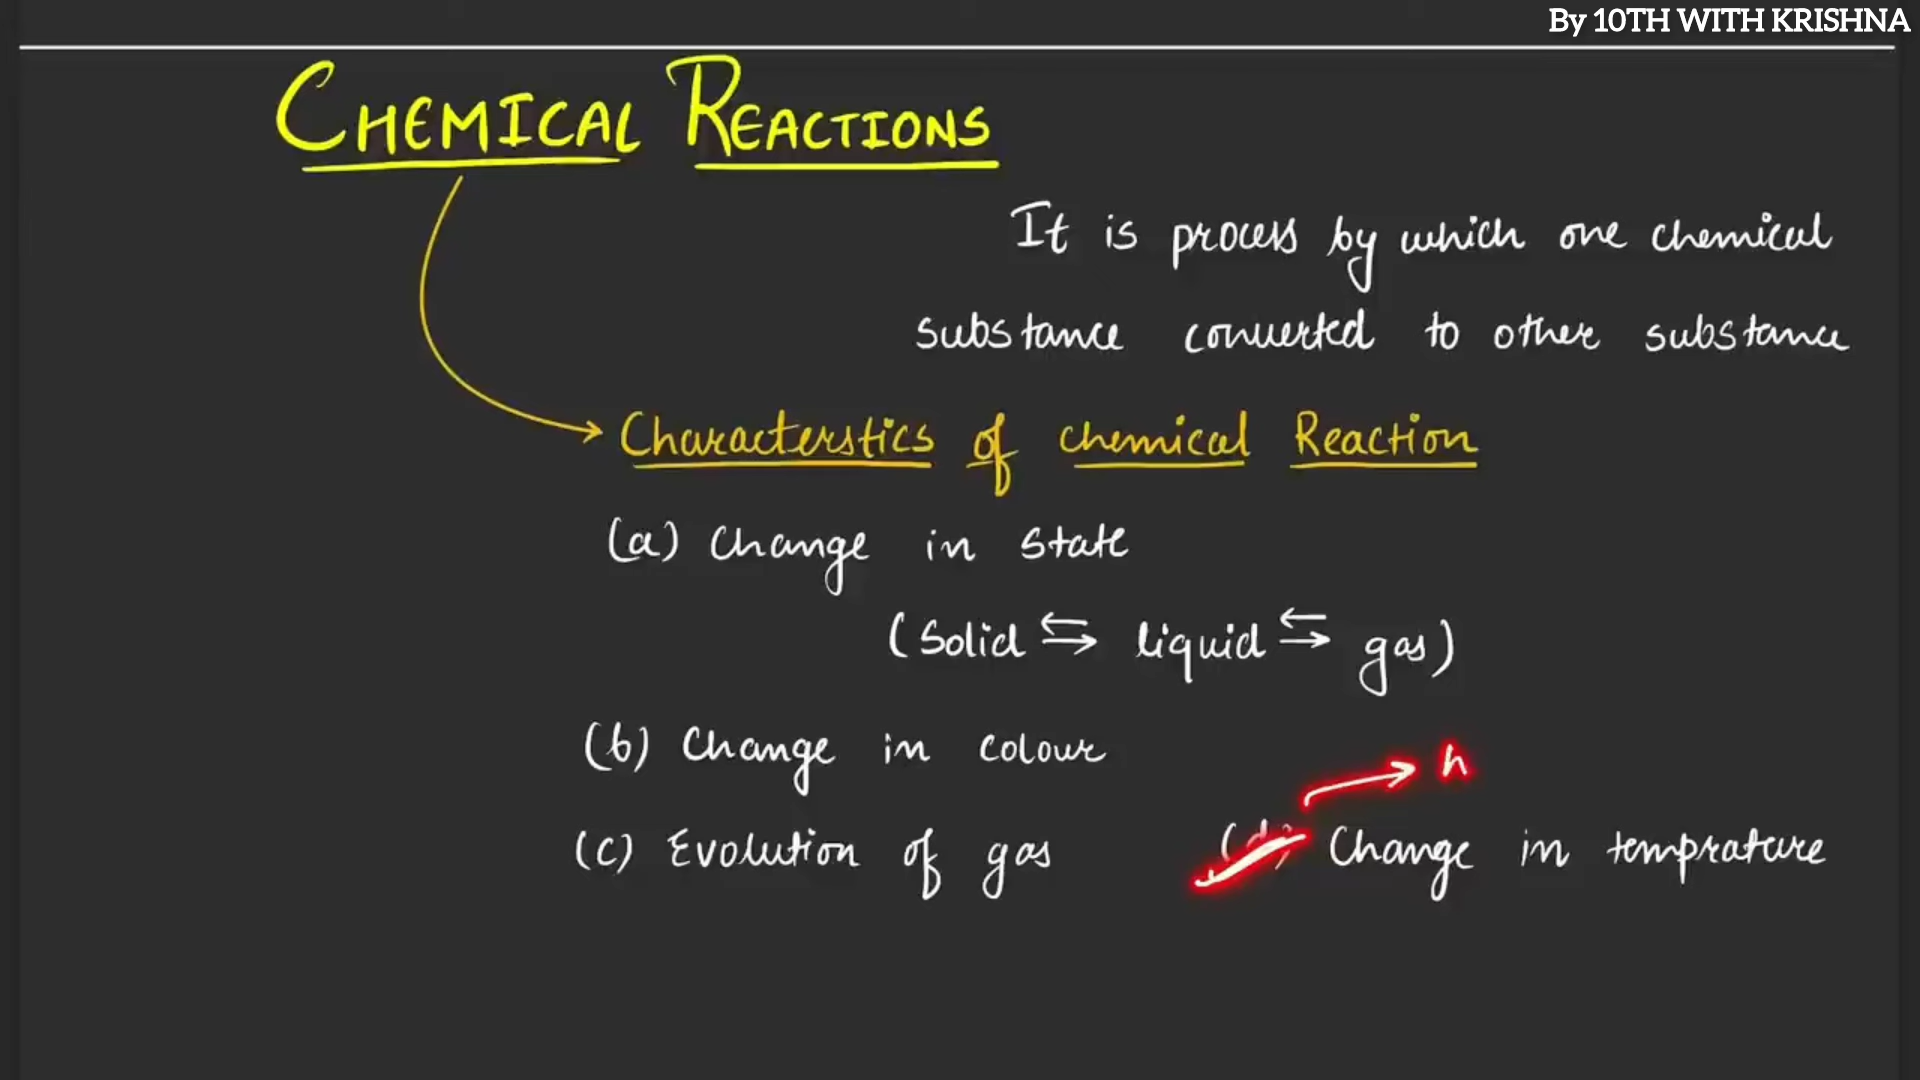 By 10TH WITH KRISHNA
CHEMICAL REACTIONS
It is process by which one chemical
substance converted to other substance
Characterstics of chemical Reaction
(a) Change in state
(Solid ⇆ liquid ⇆ gas)
(b) Change in colour
h
(c) Evolution of gas (d) Change in temprature